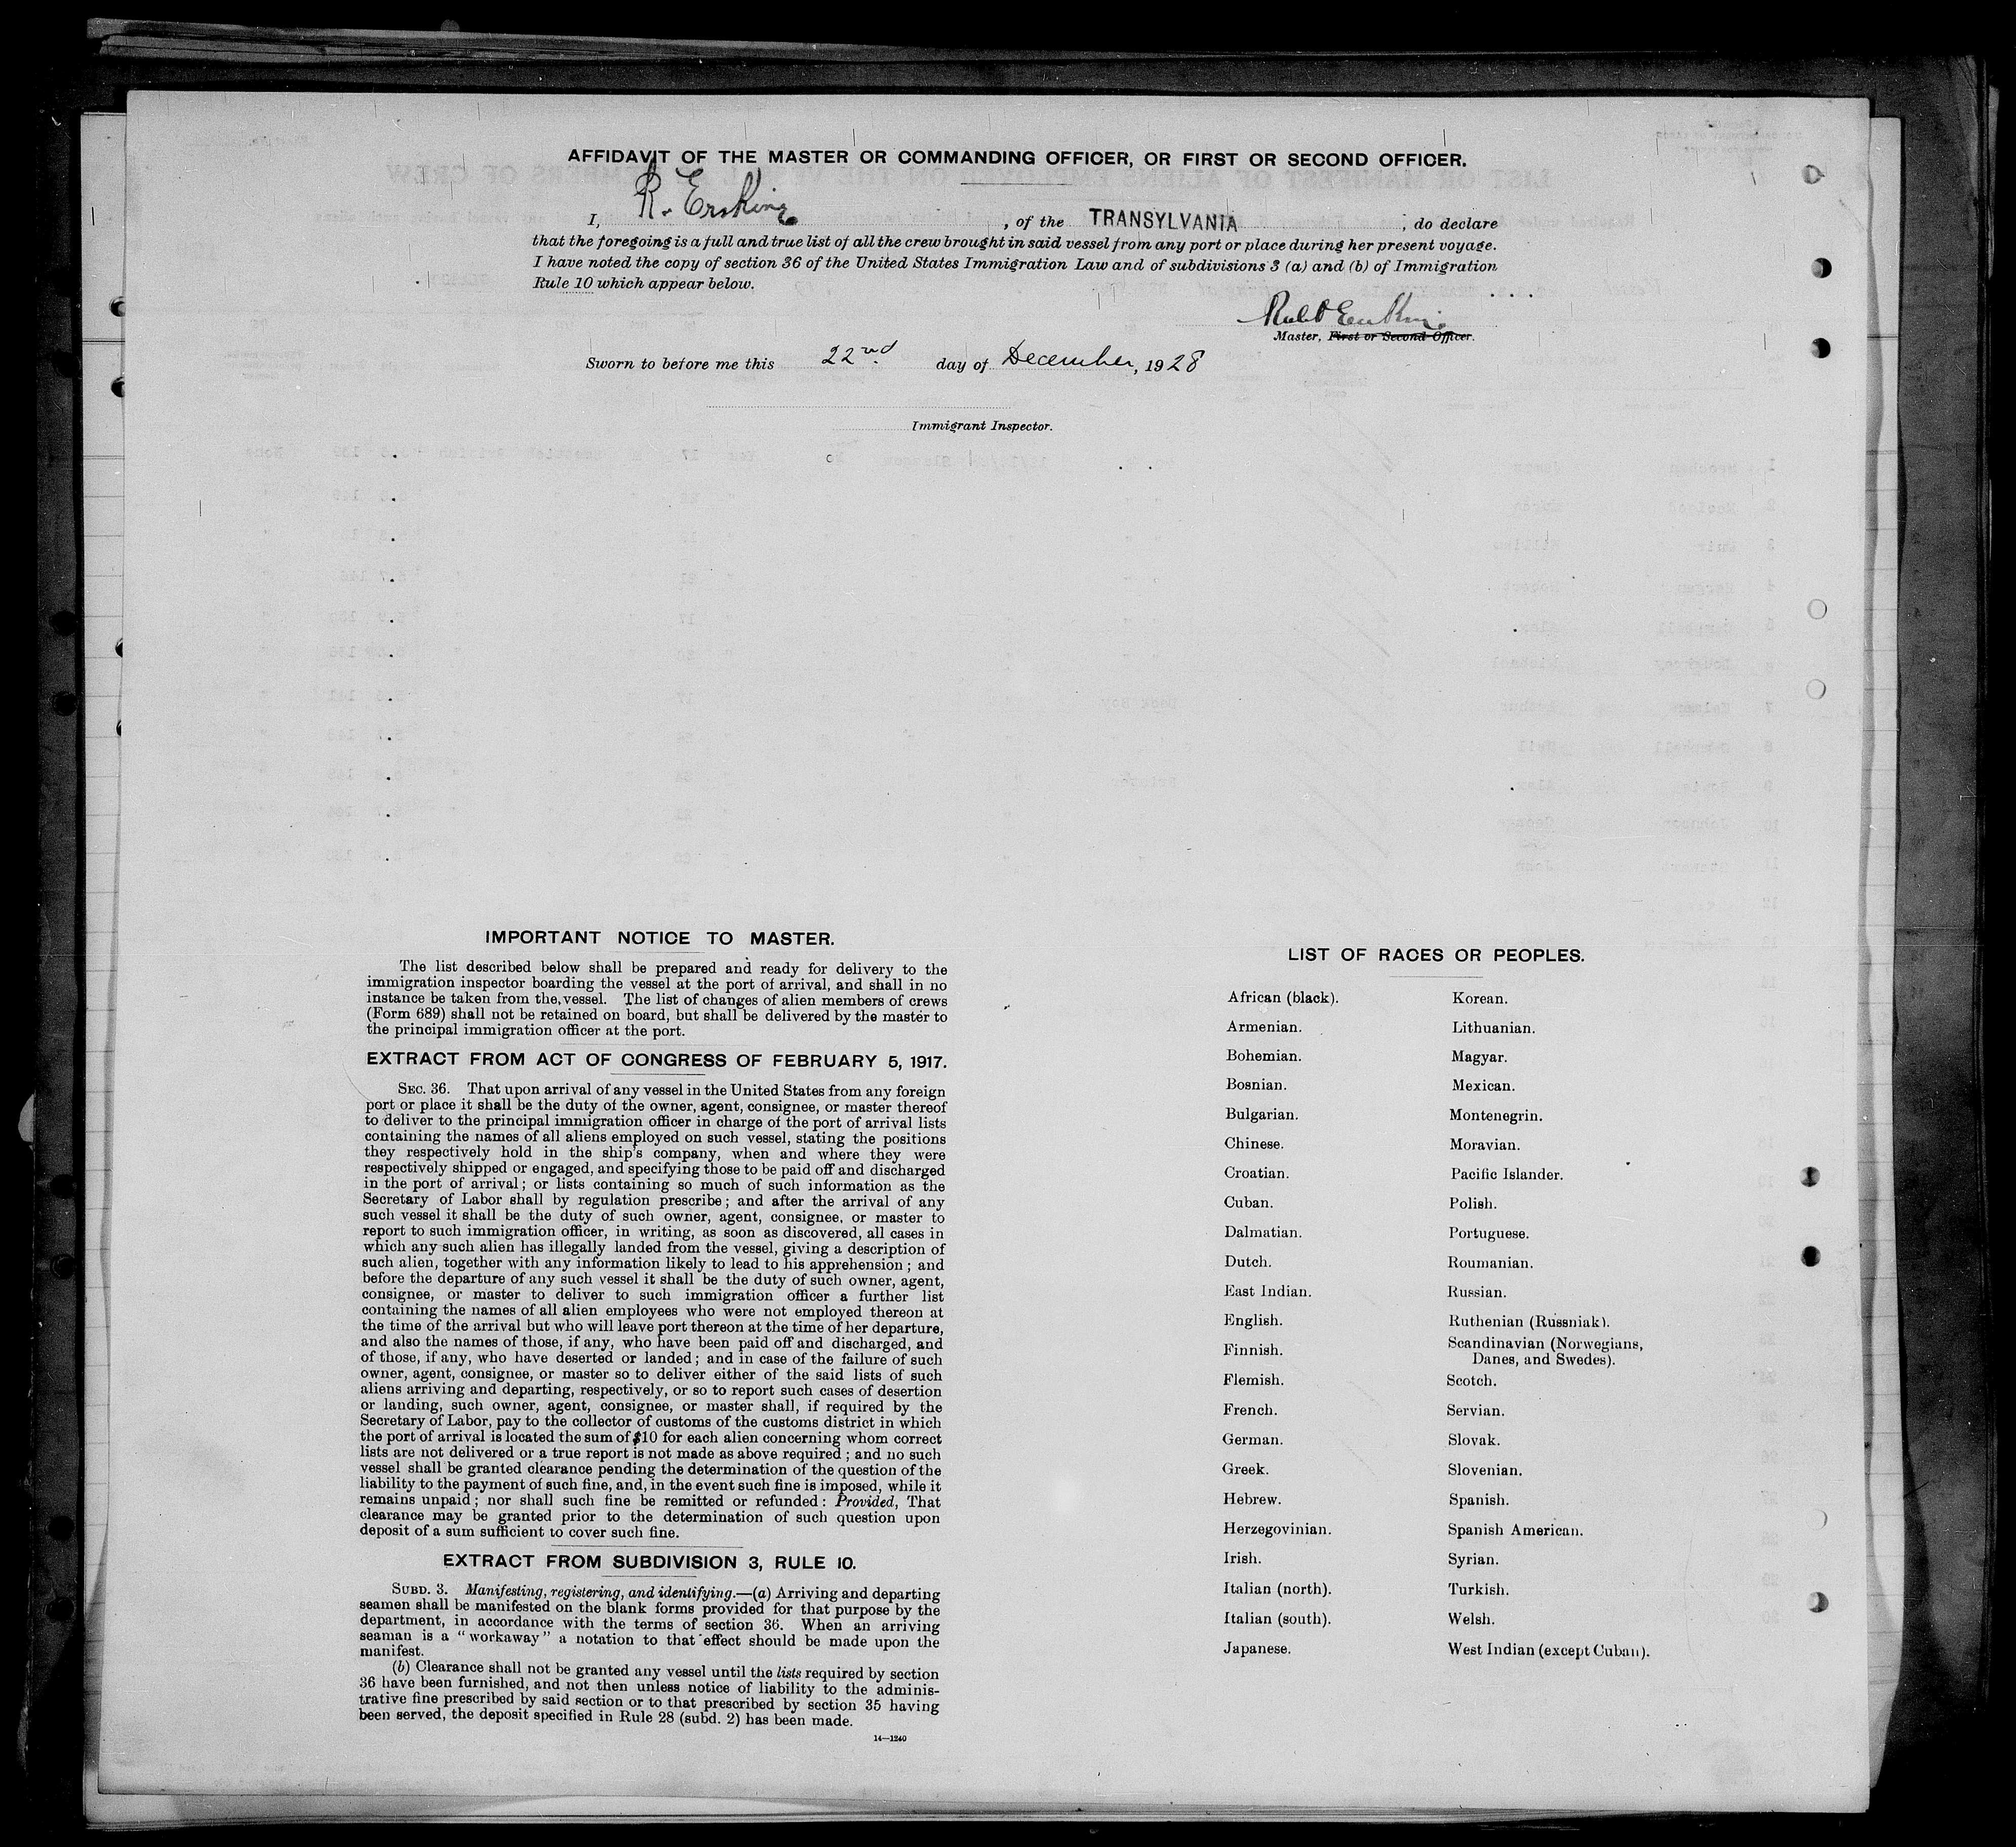 AFFIDAVIT OF THE MASTER OR COMMANDING OFFICER, OR FIRST OR SECOND OFFICER.
I, R. Erskine, of the TRANSYLVANIA, do declare
that the foregoing is a full and true list of all the crew brought in said vessel from any port or place during her present voyage.
I have noted the copy of section 36 of the United States Immigration Law and of subdivisions 3 (a) and (b) of Immigration
Rule 10 which appear below.
Robt Erskine
Master, First or Second Officer.
Sworn to before me this 22nd day of December, 1928
Immigrant Inspector.
IMPORTANT NOTICE TO MASTER.
The list described below shall be prepared and ready for delivery to the
immigration inspector boarding the vessel at the port of arrival, and shall in no
instance be taken from the vessel. The list of changes of alien members of crews
(Form 689) shall not be retained on board, but shall be delivered by the master to
the principal immigration officer at the port.
EXTRACT FROM ACT OF CONGRESS OF FEBRUARY 5, 1917.
SEC. 36. That upon arrival of any vessel in the United States from any foreign
port or place it shall be the duty of the owner, agent, consignee, or master thereof
to deliver to the principal immigration officer in charge of the port of arrival lists
containing the names of all aliens employed on such vessel, stating the positions
they respectively hold in the ship's company, when and where they were
respectively shipped or engaged, and specifying those to be paid off and discharged
in the port of arrival; or lists containing so much of such information as the
Secretary of Labor shall by regulation prescribe; and after the arrival of any
such vessel it shall be the duty of such owner, agent, consignee, or master to
report to such immigration officer, in writing, as soon as discovered, all cases in
which any such alien has illegally landed from the vessel, giving a description of
such alien, together with any information likely to lead to his apprehension; and
before the departure of any such vessel it shall be the duty of such owner, agent,
consignee, or master to deliver to such immigration officer a further list
containing the names of all alien employees who were not employed thereon at
the time of the arrival but who will leave port thereon at the time of her departure,
and also the names of those, if any, who have been paid off and discharged, and
of those, if any, who have deserted or landed; and in case of the failure of such
owner, agent, consignee, or master so to deliver either of the said lists of such
aliens arriving and departing, respectively, or so to report such cases of desertion
or landing, such owner, agent, consignee, or master shall, if required by the
Secretary of Labor, pay to the collector of customs of the customs district in which
the port of arrival is located the sum of $10 for each alien concerning whom correct
lists are not delivered or a true report is not made as above required; and no such
vessel shall be granted clearance pending the determination of the question of the
liability to the payment of such fine, and, in the event such fine is imposed, while it
remains unpaid; nor shall such fine be remitted or refunded: Provided, That
clearance may be granted prior to the determination of such question upon
deposit of a sum sufficient to cover such fine.
EXTRACT FROM SUBDIVISION 3, RULE 10.
SUBD. 3. Manifesting, registering, and identifying.—(a) Arriving and departing
seamen shall be manifested on the blank forms provided for that purpose by the
department, in accordance with the terms of section 36. When an arriving
seaman is a "workaway" a notation to that effect should be made upon the
manifest.
(b) Clearance shall not be granted any vessel until the lists required by section
36 have been furnished, and not then unless notice of liability to the adminis-
trative fine prescribed by said section or to that prescribed by section 35 having
been served, the deposit specified in Rule 28 (subd. 2) has been made.
14—1240
LIST OF RACES OR PEOPLES.
African (black).
Armenian.
Bohemian.
Bosnian.
Bulgarian.
Chinese.
Croatian.
Cuban.
Dalmatian.
Dutch.
East Indian.
English.
Finnish.
Flemish.
French.
German.
Greek.
Hebrew.
Herzegovinian.
Irish.
Italian (north).
Italian (south).
Japanese.
Korean.
Lithuanian.
Magyar.
Mexican.
Montenegrin.
Moravian.
Pacific Islander.
Polish.
Portuguese.
Roumanian.
Russian.
Ruthenian (Russniak).
Scandinavian (Norwegians,
Danes, and Swedes).
Scotch.
Servian.
Slovak.
Slovenian.
Spanish.
Spanish American.
Syrian.
Turkish.
Welsh.
West Indian (except Cuban).